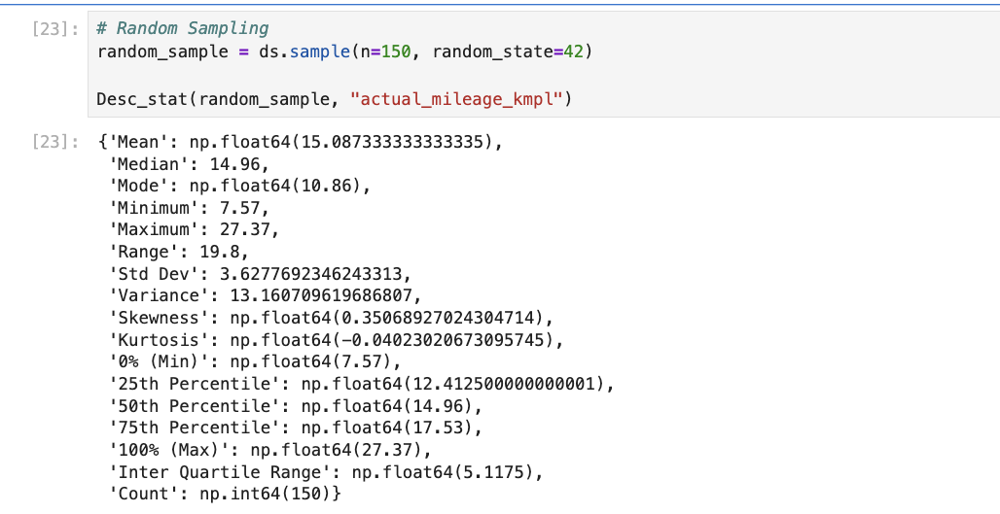 [23]: # Random Sampling
random_sample = ds.sample(n=150, random_state=42)
Desc_stat(random_sample, "actual_mileage_kmpl")
[23]: {'Mean': np.float64(15.087333333333335),
'Median': 14.96,
'Mode': np.float64(10.86),
'Minimum': 7.57,
'Maximum': 27.37,
'Range': 19.8,
'Std Dev': 3.6277692346243313,
'Variance': 13.160709619686807,
'Skewness': np.float64(0.35068927024304714),
'Kurtosis': np.float64(−0.04023020673095745),
'0% (Min)': np.float64(7.57),
'25th Percentile': np.float64(12.412500000000001),
'50th Percentile': np.float64(14.96),
'75th Percentile': np.float64(17.53),
'100% (Max)': np.float64(27.37),
'Inter Quartile Range': np.float64(5.1175),
'Count': np.int64(150)}